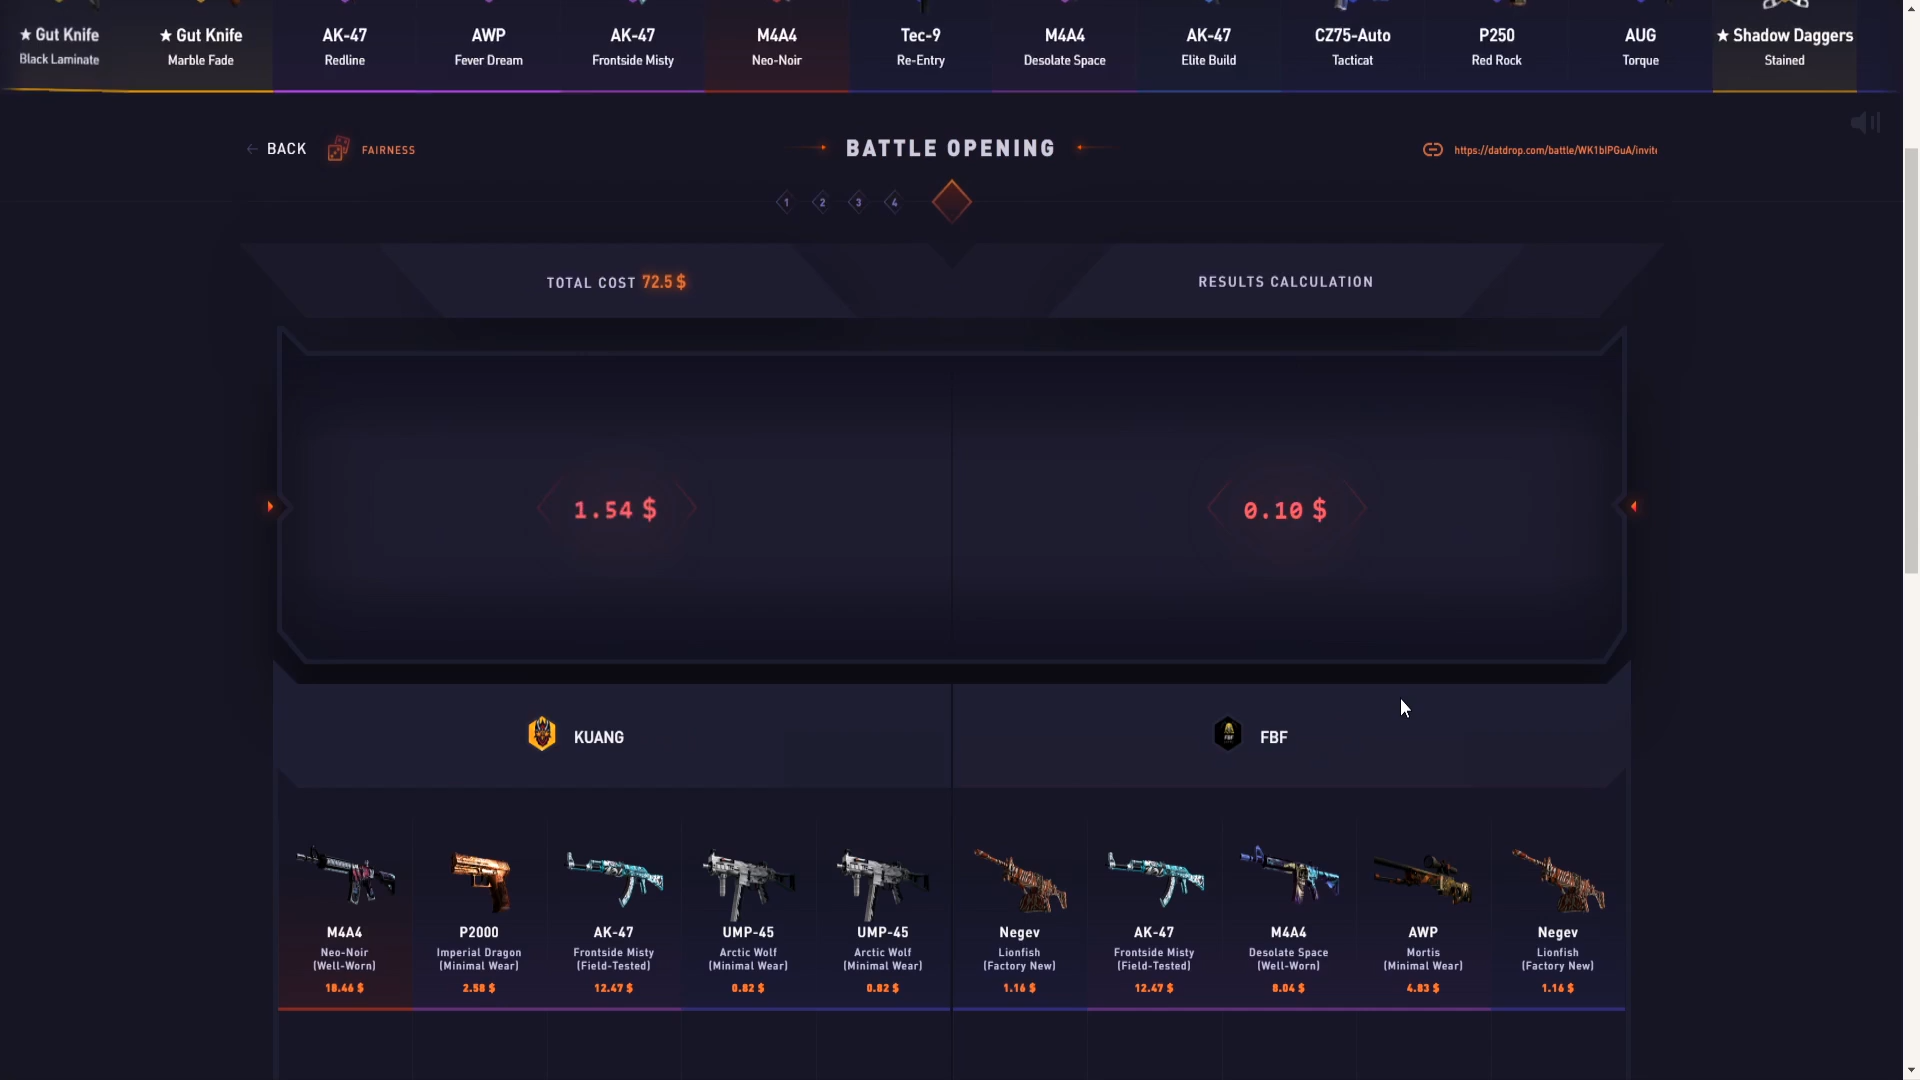 ★ Gut Knife
Black Laminate
★ Gut Knife
Marble Fade
AK-47
Redline
AWP
Fever Dream
AK-47
Frontside Misty
M4A4
Neo-Noir
Tec-9
Re-Entry
M4A4
Desolate Space
AK-47
Elite Build
CZ75-Auto
Tacticat
P250
Red Rock
AUG
Torque
★ Shadow Daggers
Stained
← BACK
FAIRNESS
BATTLE OPENING
https://datdrop.com/battle/WK1bIPGuA/invite
1 2 3 4
TOTAL COST 72.5 $
RESULTS CALCULATION
1.54 $
0.10 $
KUANG
FBF
FBF
M4A4
Neo-Noir
(Well-Worn)
18.46 $
P2000
Imperial Dragon
(Minimal Wear)
2.58 $
AK-47
Frontside Misty
(Field-Tested)
12.47 $
UMP-45
Arctic Wolf
(Minimal Wear)
0.82 $
UMP-45
Arctic Wolf
(Minimal Wear)
0.82 $
Negev
Lionfish
(Factory New)
1.16 $
AK-47
Frontside Misty
(Field-Tested)
12.47 $
M4A4
Desolate Space
(Well-Worn)
8.04 $
AWP
Mortis
(Minimal Wear)
4.83 $
Negev
Lionfish
(Factory New)
1.16 $